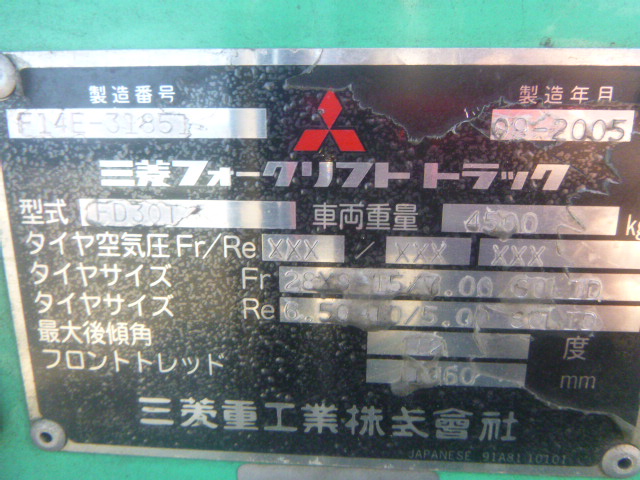 製造番号
製造年月
F14E-31851
09-2005
三菱フォークリフト トラック
型式 FD30T
車両重量 4500 kg
タイヤ空気圧 Fr/Re XXX / XXX XXX
タイヤサイズ Fr
タイヤサイズ Re
最大後傾角 度
フロントトレッド mm
三菱重工業株式會社
JAPANESE 91A81 10101